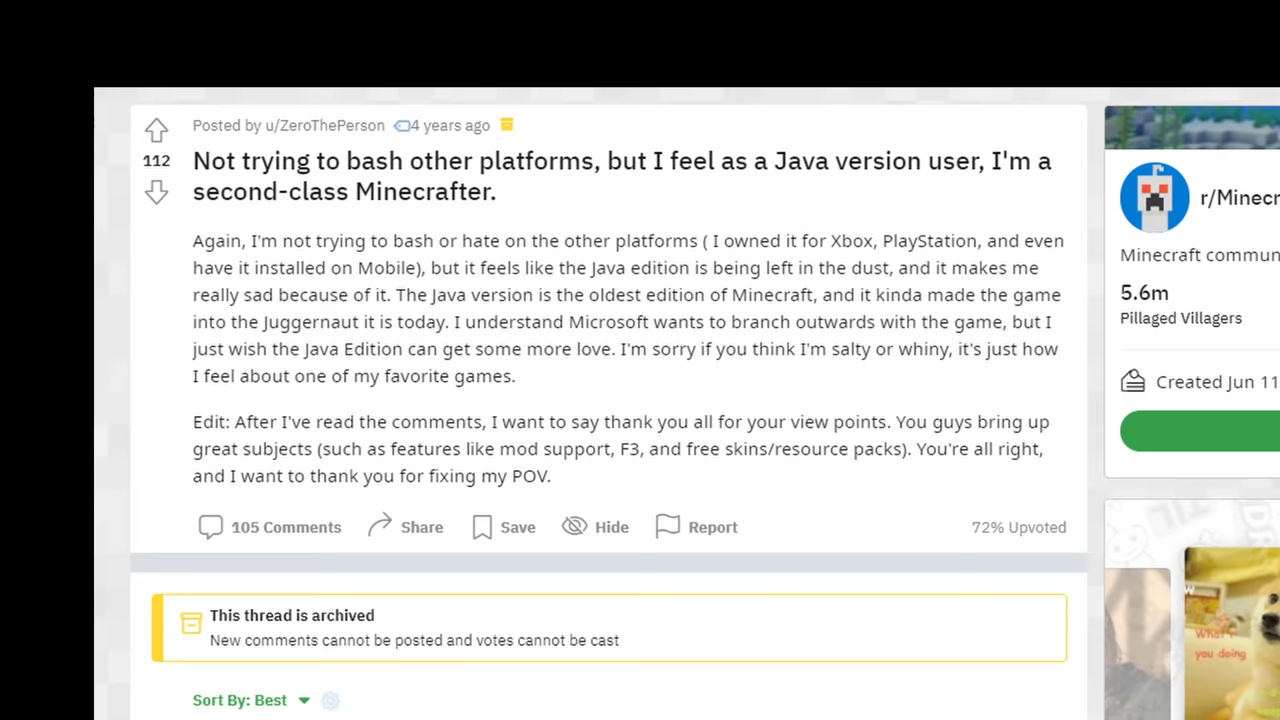 Posted by u/ZeroThePerson 4 years ago
112
Not trying to bash other platforms, but I feel as a Java version user, I'm a
second-class Minecrafter.
Again, I'm not trying to bash or hate on the other platforms ( I owned it for Xbox, PlayStation, and even
have it installed on Mobile), but it feels like the Java edition is being left in the dust, and it makes me
really sad because of it. The Java version is the oldest edition of Minecraft, and it kinda made the game
into the Juggernaut it is today. I understand Microsoft wants to branch outwards with the game, but I
just wish the Java Edition can get some more love. I'm sorry if you think I'm salty or whiny, it's just how
I feel about one of my favorite games.
Edit: After I've read the comments, I want to say thank you all for your view points. You guys bring up
great subjects (such as features like mod support, F3, and free skins/resource packs). You're all right,
and I want to thank you for fixing my POV.
105 Comments Share Save Hide Report 72% Upvoted
This thread is archived
New comments cannot be posted and votes cannot be cast
Sort By: Best
r/Minecr
Minecraft commun
5.6m
Pillaged Villagers
Created Jun 11
What r
you doing